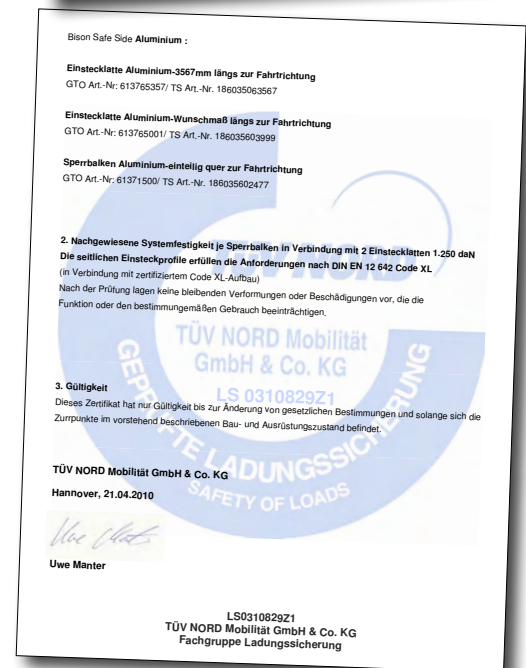 Bison Safe Side Aluminium :
Einstecklatte Aluminium-3567mm längs zur Fahrtrichtung
GTO Art.-Nr: 613765357/ TS Art.-Nr. 186035063567
Einstecklatte Aluminium-Wunschmaß längs zur Fahrtrichtung
GTO Art.-Nr: 613765001/ TS Art.-Nr. 186035603999
Sperrbalken Aluminium-einteilig quer zur Fahrtrichtung
GTO Art.-Nr: 61371500/ TS Art.-Nr. 186035602477
2. Nachgewiesene Systemfestigkeit je Sperrbalken in Verbindung mit 2 Einstecklatten 1.250 daN
Die seitlichen Einsteckprofile erfüllen die Anforderungen nach DIN EN 12 642 Code XL
(in Verbindung mit zertifiziertem Code XL-Aufbau)
Nach der Prüfung lagen keine bleibenden Verformungen oder Beschädigungen vor, die die
Funktion oder den bestimmungemäßen Gebrauch beeinträchtigen.
TÜV NORD
TÜV NORD Mobilität
GmbH & Co. KG
LS 0310829Z1
GEPRÜFTE LADUNGSSICHERUNG
SAFETY OF LOADS
3. Gültigkeit
Dieses Zertifikat hat nur Gültigkeit bis zur Änderung von gesetzlichen Bestimmungen und solange sich die
Zurrpunkte im vorstehend beschriebenen Bau- und Ausrüstungszustand befindet.
TÜV NORD Mobilität GmbH & Co. KG
Hannover, 21.04.2010
Uwe Manter
Uwe Manter
LS0310829Z1
TÜV NORD Mobilität GmbH & Co. KG
Fachgruppe Ladungssicherung